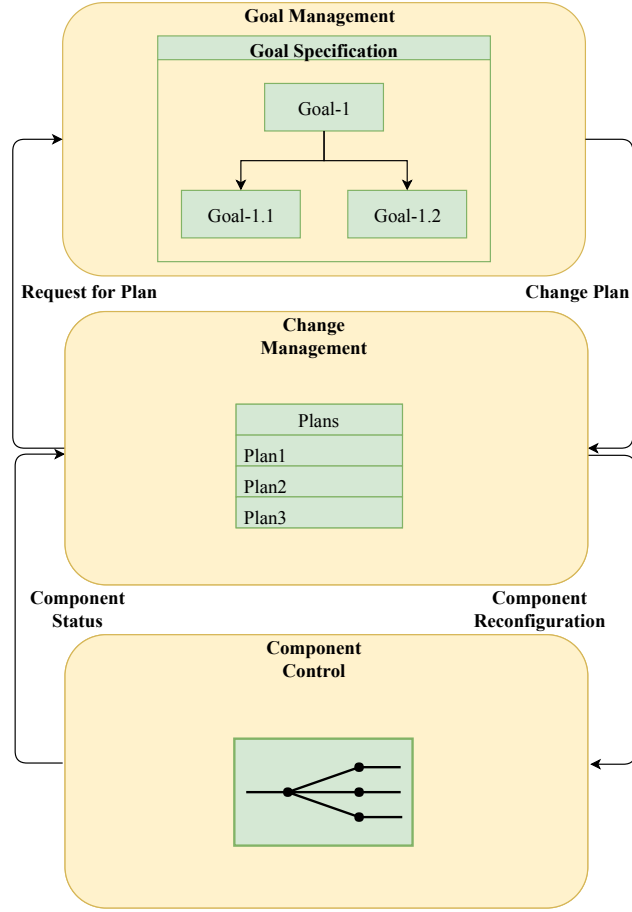 Goal Management
Goal Specification
Goal-1
Goal-1.1
Goal-1.2
Request for Plan
Change Plan
Change
Management
Plans
Plan1
Plan2
Plan3
Component
Status
Component
Reconfiguration
Component
Control